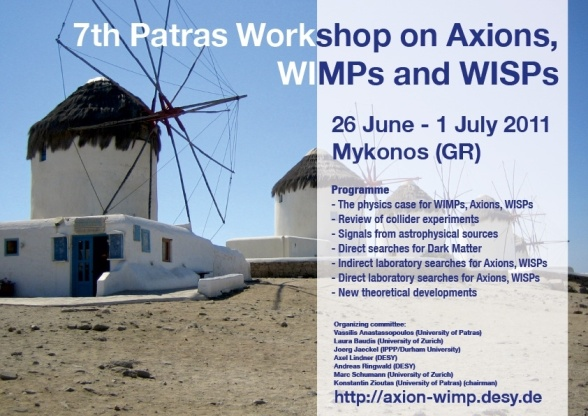 7th Patras Workshop on Axions,
WIMPs and WISPs
26 June - 1 July 2011
Mykonos (GR)
Programme
- The physics case for WIMPs, Axions, WISPs
- Review of collider experiments
- Signals from astrophysical sources
- Direct searches for Dark Matter
- Indirect laboratory searches for Axions, WISPs
- Direct laboratory searches for Axions, WISPs
- New theoretical developments
Organizing committee:
Vassilis Anastassopoulos (University of Patras)
Laura Baudis (University of Zurich)
Joerg Jaeckel (IPPP/Durham University)
Axel Lindner (DESY)
Andreas Ringwald (DESY)
Marc Schumann (University of Zurich)
Konstantin Zioutas (University of Patras) (chairman)
http://axion-wimp.desy.de